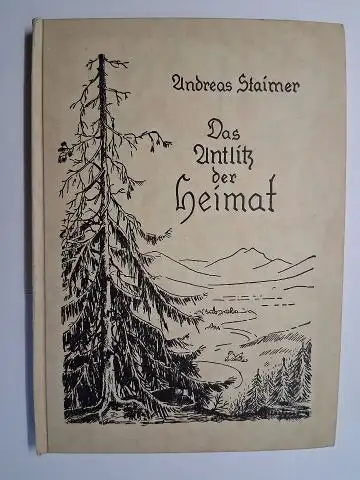 Andreas Staimer
Das
Antlitz
der
Heimat